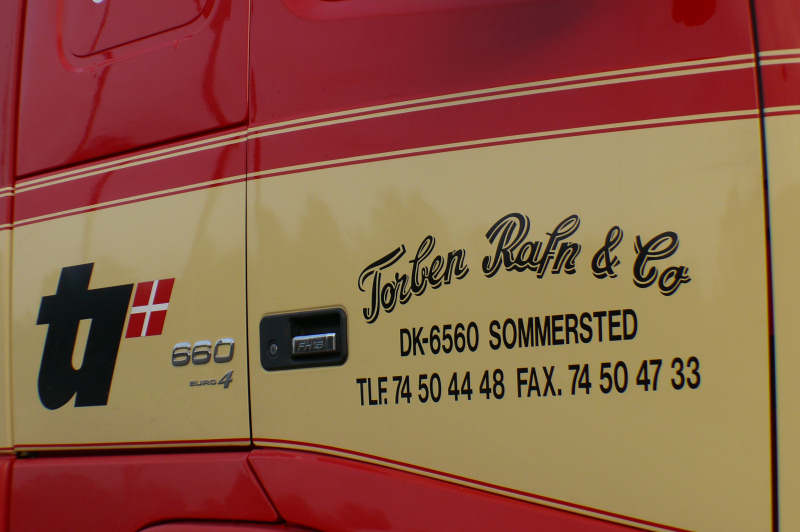 Torben Rafn & Co
DK-6560 SOMMERSTED
TLF. 74 50 44 48 FAX. 74 50 47 33
tr
660
EURO 4
FH16